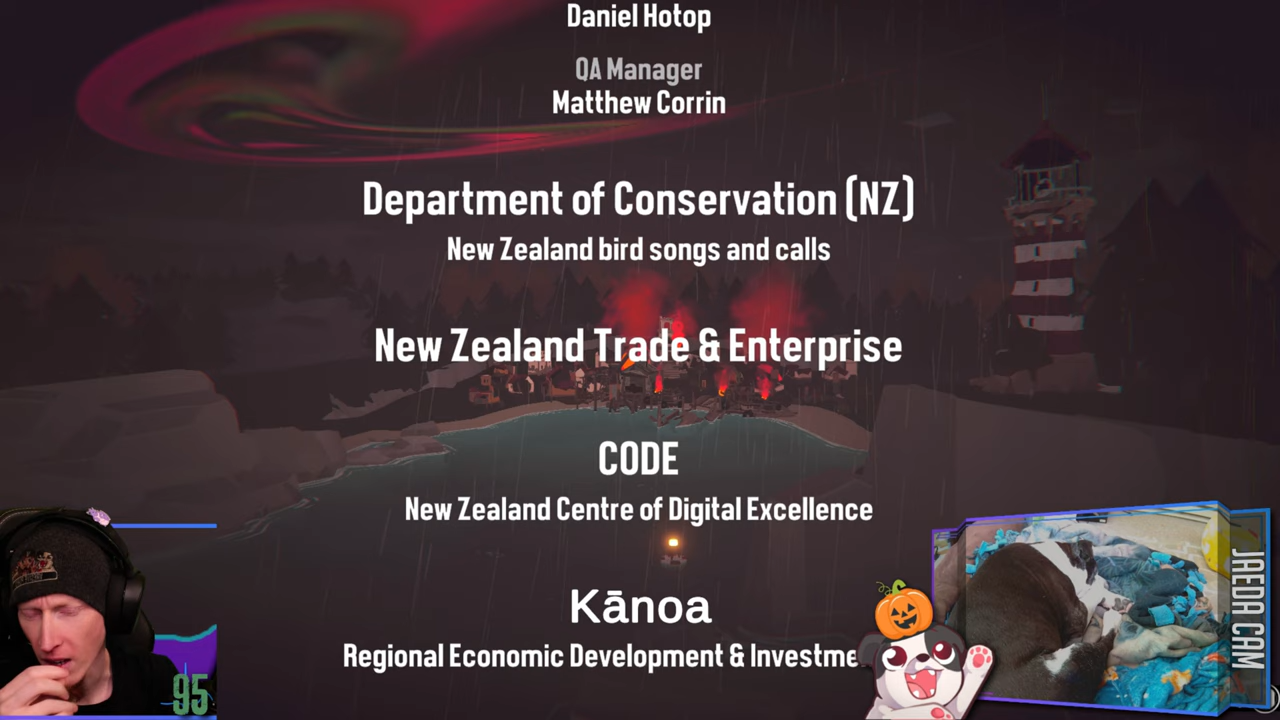 Daniel Hotop
QA Manager
Matthew Corrin
Department of Conservation (NZ)
New Zealand bird songs and calls
New Zealand Trade & Enterprise
CODE
New Zealand Centre of Digital Excellence
Kānoa
Regional Economic Development & Investme
95
JAEDA CAM